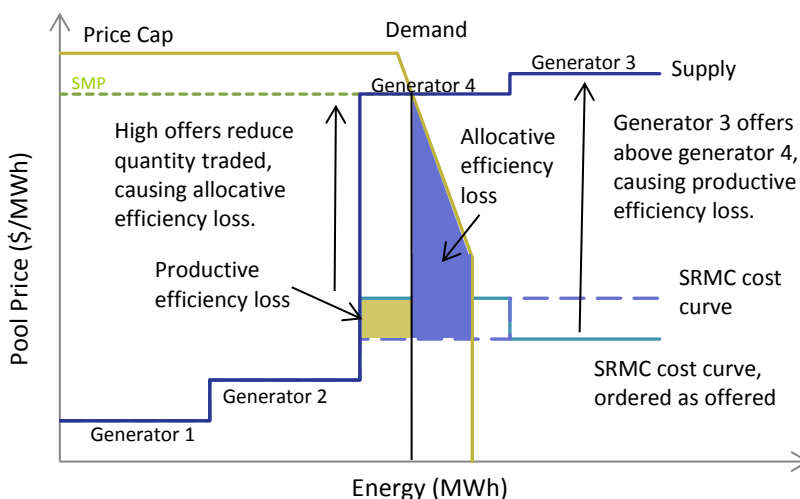 Price Cap
Demand
Generator 3
Supply
SMP
Generator 4
High offers reduce
quantity traded,
causing allocative
efficiency loss.
Allocative
efficiency
loss
Generator 3 offers
above generator 4,
causing productive
efficiency loss.
Productive
efficiency loss
SRMC cost
curve
SRMC cost curve,
ordered as offered
Generator 2
Generator 1
Pool Price ($/MWh)
Energy (MWh)